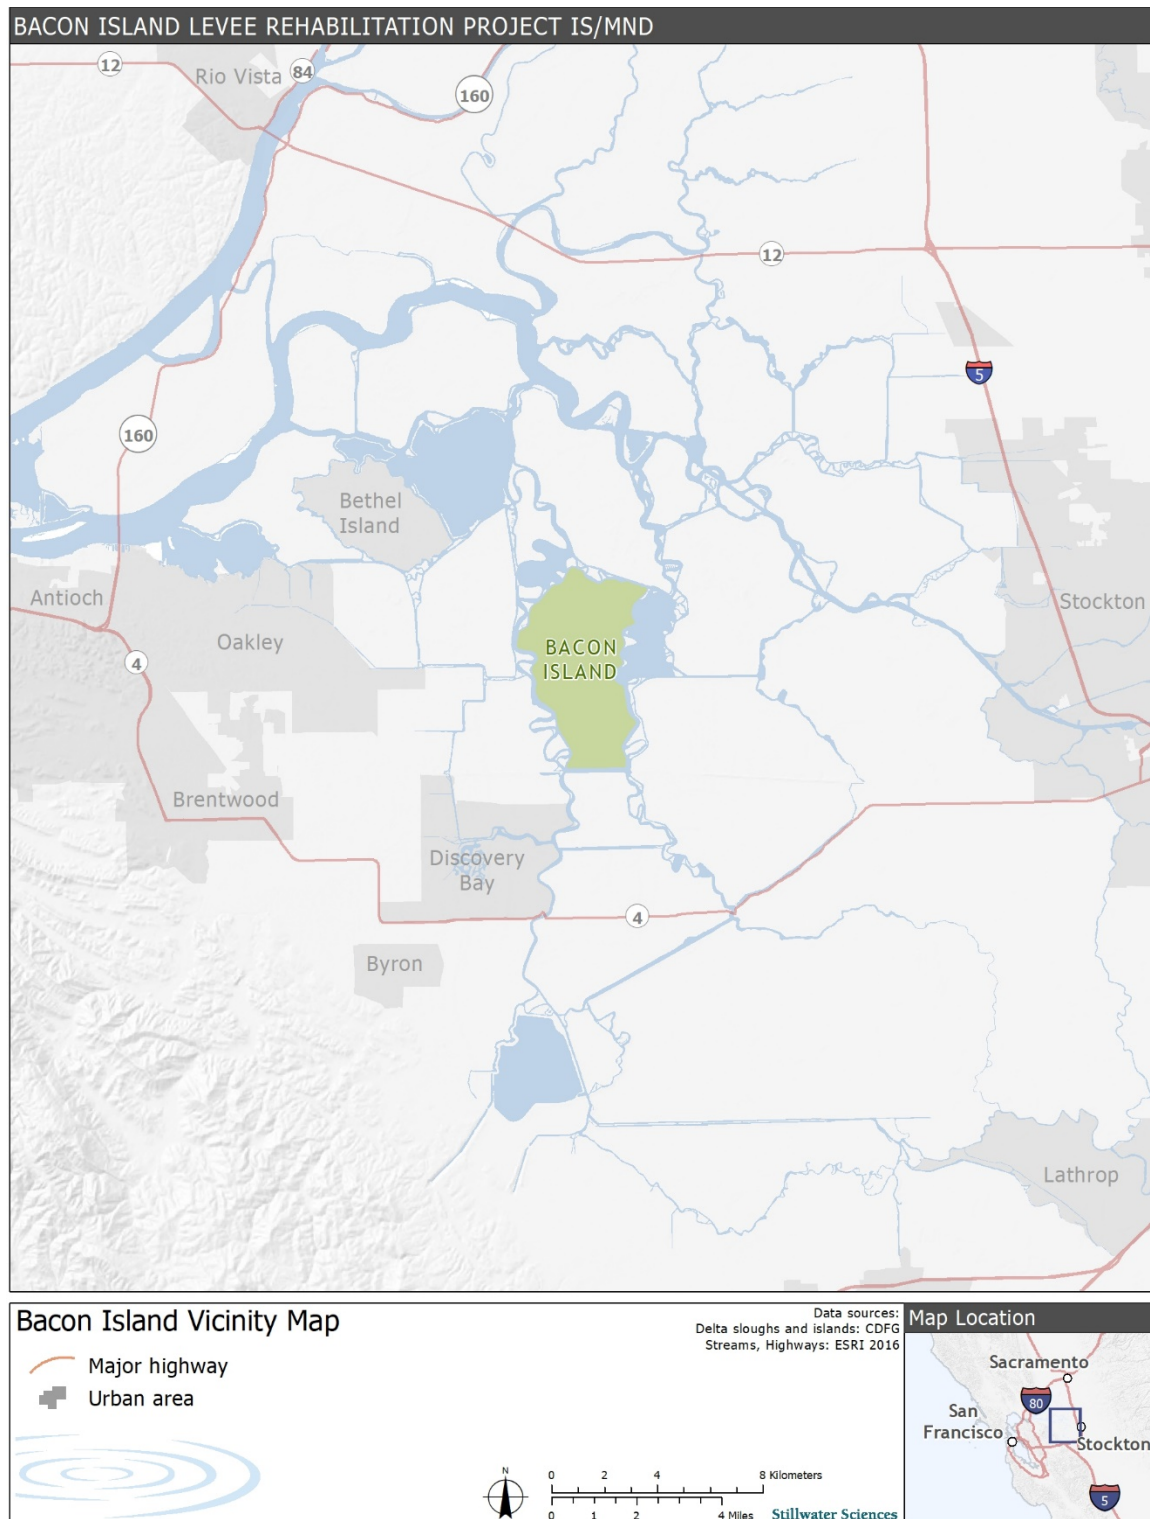 BACON ISLAND LEVEE REHABILITATION PROJECT IS/MND
12
Rio Vista
84
160
12
5
160
Bethel
Island
Antioch
Oakley
Stockton
BACON
ISLAND
4
Brentwood
Discovery
Bay
4
Byron
Lathrop
Bacon Island Vicinity Map
Major highway
Urban area
Data sources:
Delta sloughs and islands: CDFG
Streams, Highways: ESRI 2016
N
0 2 4 8 Kilometers
0 1 2 4 Miles
Stillwater Sciences
Map Location
Sacramento
80
San
Francisco
Stockton
5